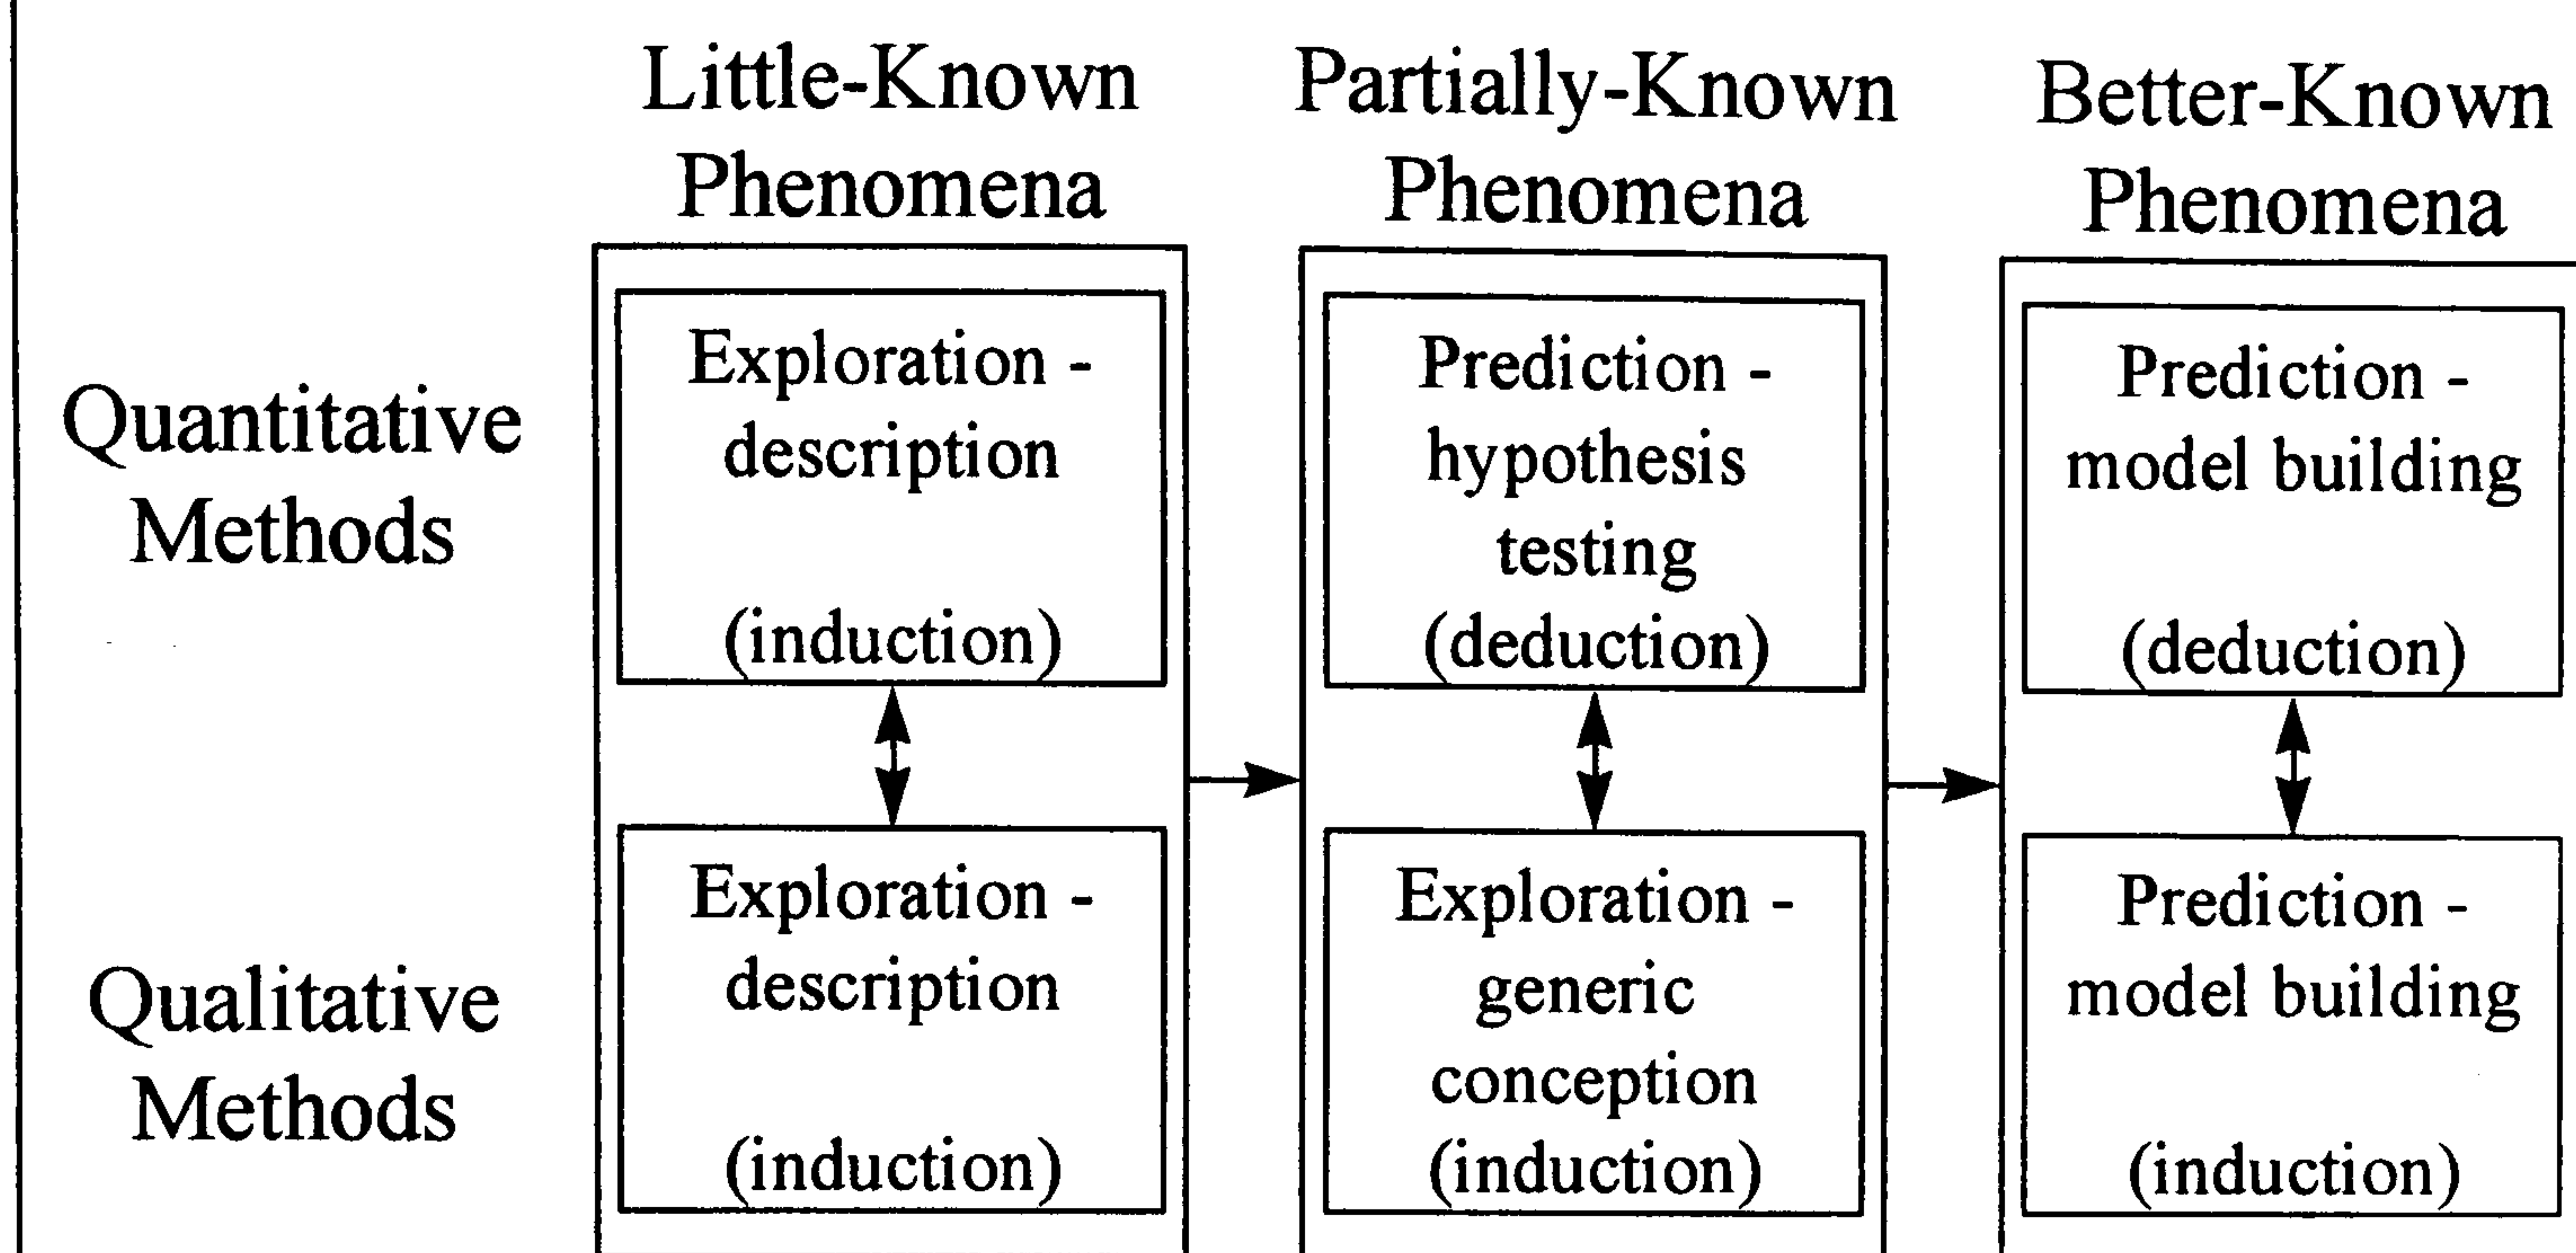 Little-Known
Phenomena
Partially-Known
Phenomena
Better-Known
Phenomena
Quantitative
Methods
Exploration -
description
(induction)
Prediction -
hypothesis
testing
(deduction)
Prediction -
model building
(deduction)
Qualitative
Methods
Exploration -
description
(induction)
Exploration -
generic
conception
(induction)
Prediction -
model building
(induction)